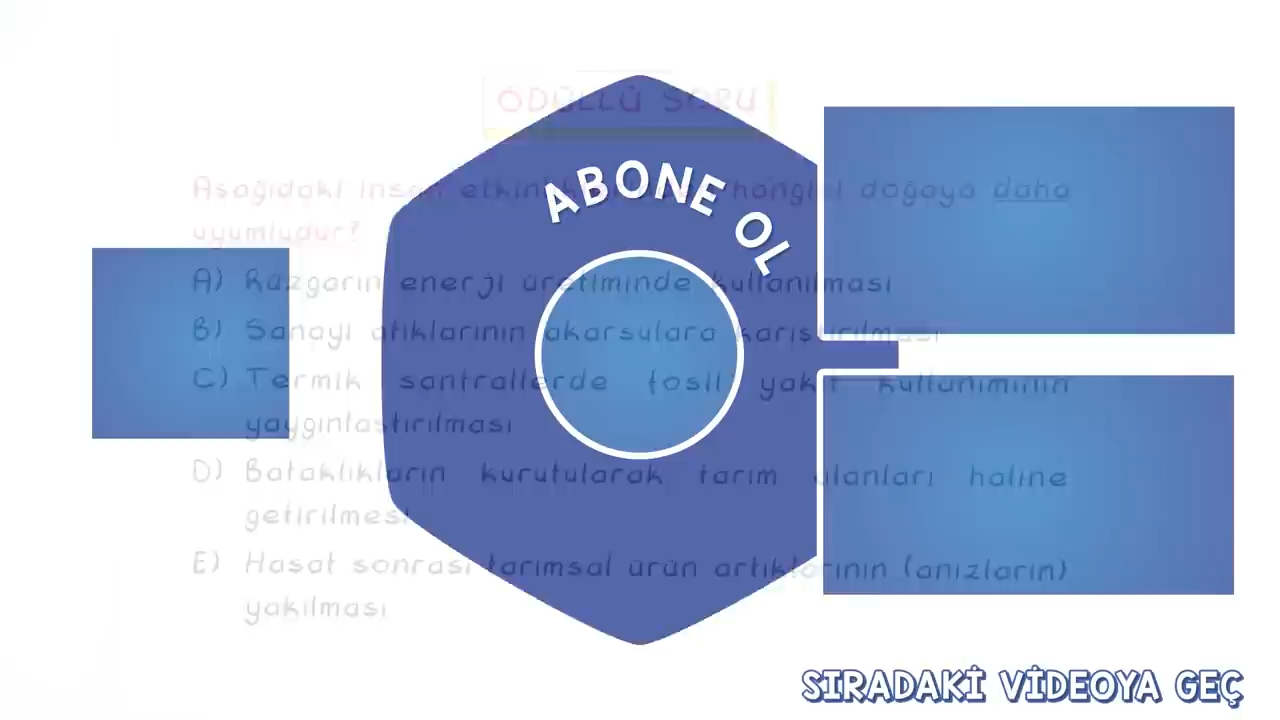 ÖDÜLLÜ SORU
Aşağıdaki insan hangisi doğaya daha
uyumludur?
A) Rüzgarın enerji üretiminde kullanılması
B) Sanayi atıklarının akarsulara karıştırılması
C) Termik santrallerde fosil yakıt kullanımının
yaygınlaştırılması
D) Bataklıkların kurutularak tarım alanları haline
getirilmesi
E) Hasat sonrası tarımsal ürün artıklarının (anızların)
yakılması
ABONE OL
SIRADAKİ VİDEOYA GEÇ